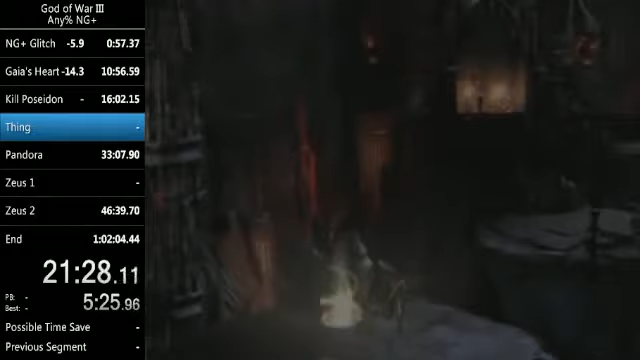 God of War III
Any% NG+
NG+ Glitch -5.9 0:57.37
Gaia's Heart -14.3 10:56.59
Kill Poseidon - 16:02.15
Thing -
Pandora 33:07.90
Zeus 1 -
Zeus 2 46:39.70
End 1:02:04.44
21:28.11
PB: -
Best: - 5:25.96
Possible Time Save -
Previous Segment -